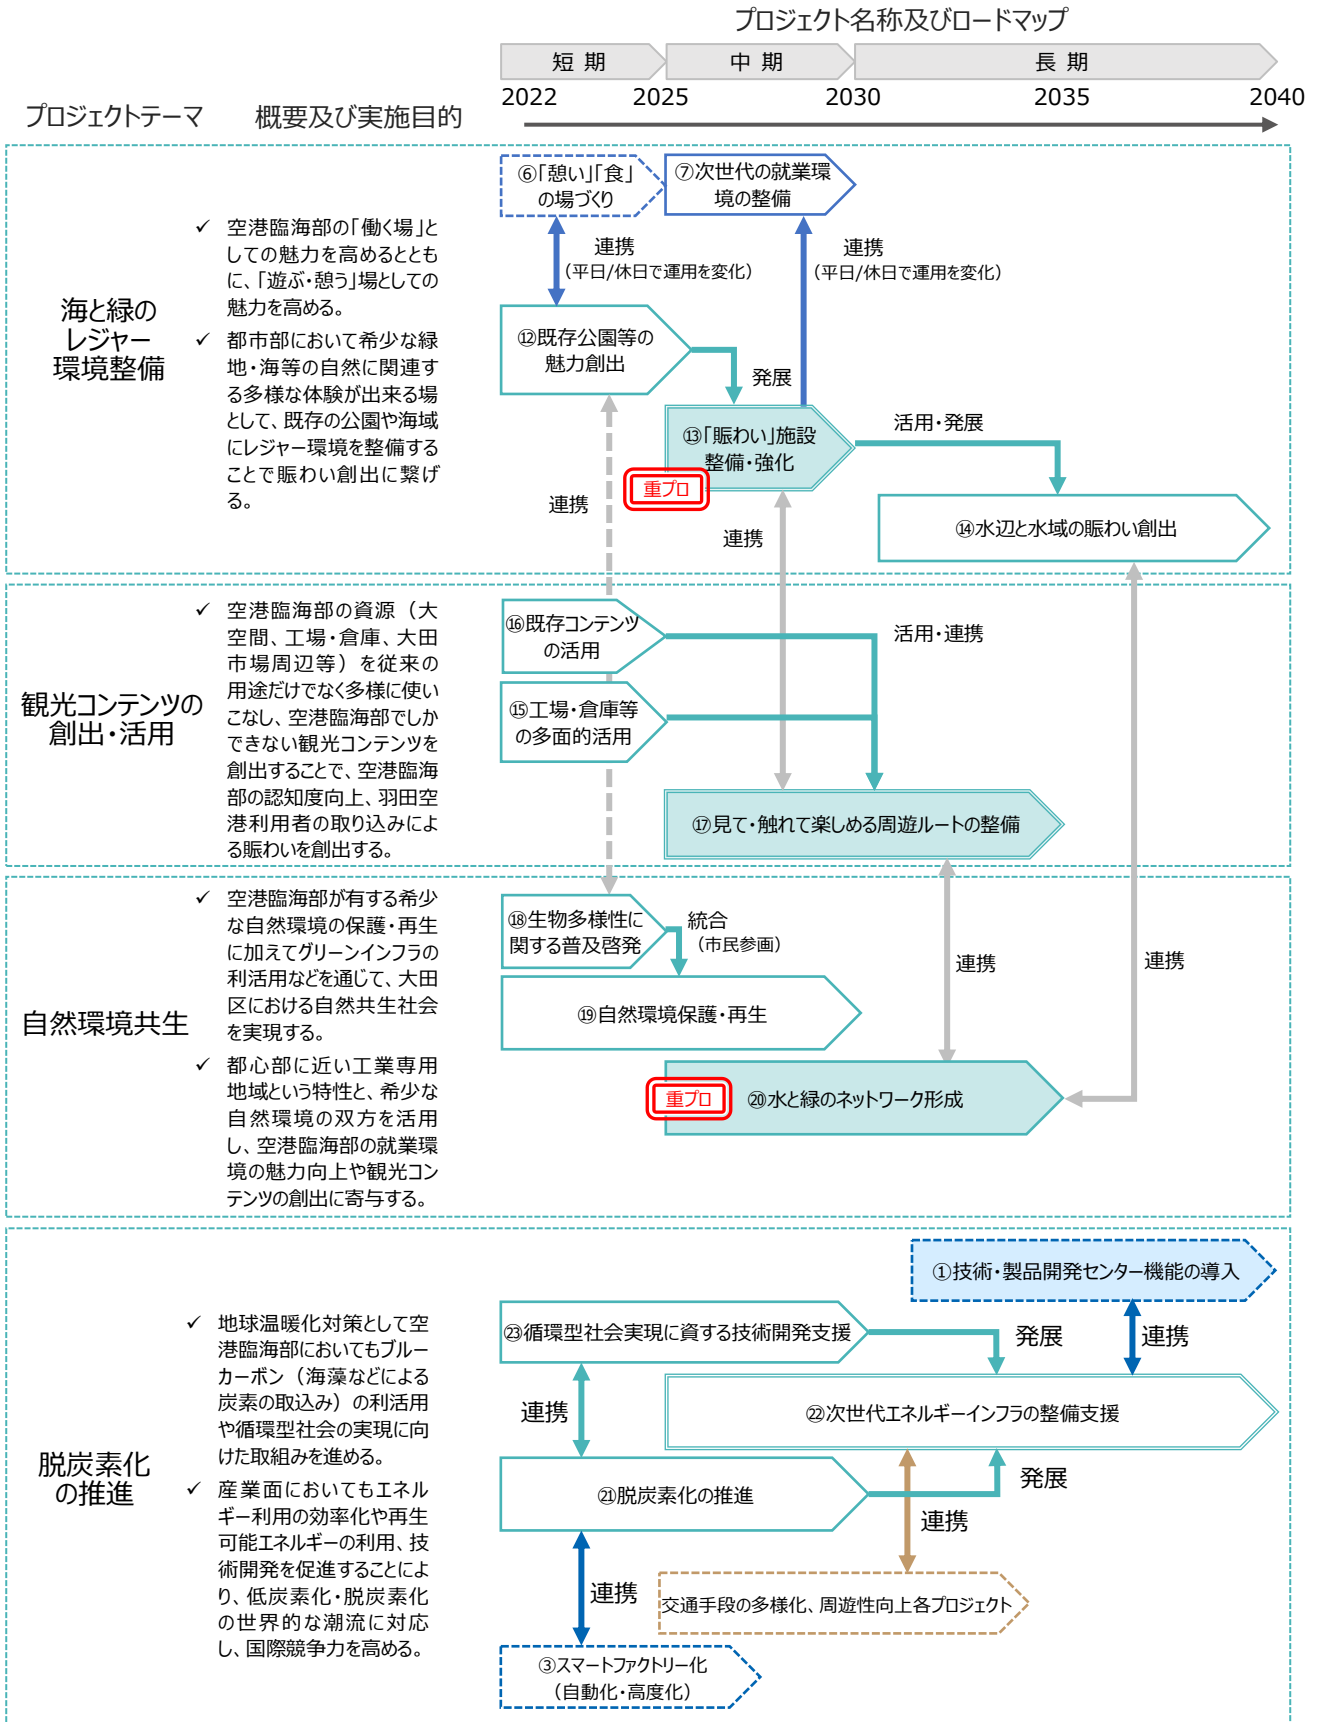 プロジェクト名称及びロードマップ
短 期
中 期
長 期
プロジェクトテーマ
概要及び実施目的
2022
2025
2030
2035
2040
海と緑の
レジャー
環境整備
✓ 空港臨海部の「働く場」と
しての魅力を高めるととも
に、「遊ぶ・憩う」場としての
魅力を高める。
✓ 都市部において希少な緑
地・海等の自然に関連す
る多様な体験が出来る場
として、既存の公園や海域
にレジャー環境を整備する
ことで賑わい創出に繋げ
る。
⑥「憩い」「食」
の場づくり
⑦次世代の就業環
境の整備
連携
（平日/休日で運用を変化）
連携
（平日/休日で運用を変化）
⑫既存公園等の
魅力創出
発展
⑬「賑わい」施設
整備・強化
重プロ
活用・発展
連携
連携
⑭水辺と水域の賑わい創出
観光コンテンツの
創出・活用
✓ 空港臨海部の資源（大
空間、工場・倉庫、大田
市場周辺等）を従来の
用途だけでなく多様に使い
こなし、空港臨海部でしか
できない観光コンテンツを
創出することで、空港臨海
部の認知度向上、羽田空
港利用者の取り込みによ
る賑わいを創出する。
⑯既存コンテンツ
の活用
活用・連携
⑮工場・倉庫等
の多面的活用
⑰見て・触れて楽しめる周遊ルートの整備
自然環境共生
✓ 空港臨海部が有する希少
な自然環境の保護・再生
に加えてグリーンインフラの
利活用などを通じて、大田
区における自然共生社会
を実現する。
✓ 都心部に近い工業専用
地域という特性と、希少な
自然環境の双方を活用
し、空港臨海部の就業環
境の魅力向上や観光コン
テンツの創出に寄与する。
⑱生物多様性に
関する普及啓発
統合
（市民参画）
連携
連携
⑲自然環境保護・再生
重プロ
⑳水と緑のネットワーク形成
脱炭素化
の推進
✓ 地球温暖化対策として空
港臨海部においてもブルー
カーボン（海藻などによる
炭素の取込み）の利活用
や循環型社会の実現に向
けた取組みを進める。
✓ 産業面においてもエネル
ギー利用の効率化や再生
可能エネルギーの利用、技
術開発を促進することによ
り、低炭素化・脱炭素化
の世界的な潮流に対応
し、国際競争力を高める。
①技術・製品開発センター機能の導入
㉓循環型社会実現に資する技術開発支援
発展
連携
連携
㉒次世代エネルギーインフラの整備支援
㉑脱炭素化の推進
発展
連携
連携
交通手段の多様化、周遊性向上各プロジェクト
③スマートファクトリー化
（自動化・高度化）